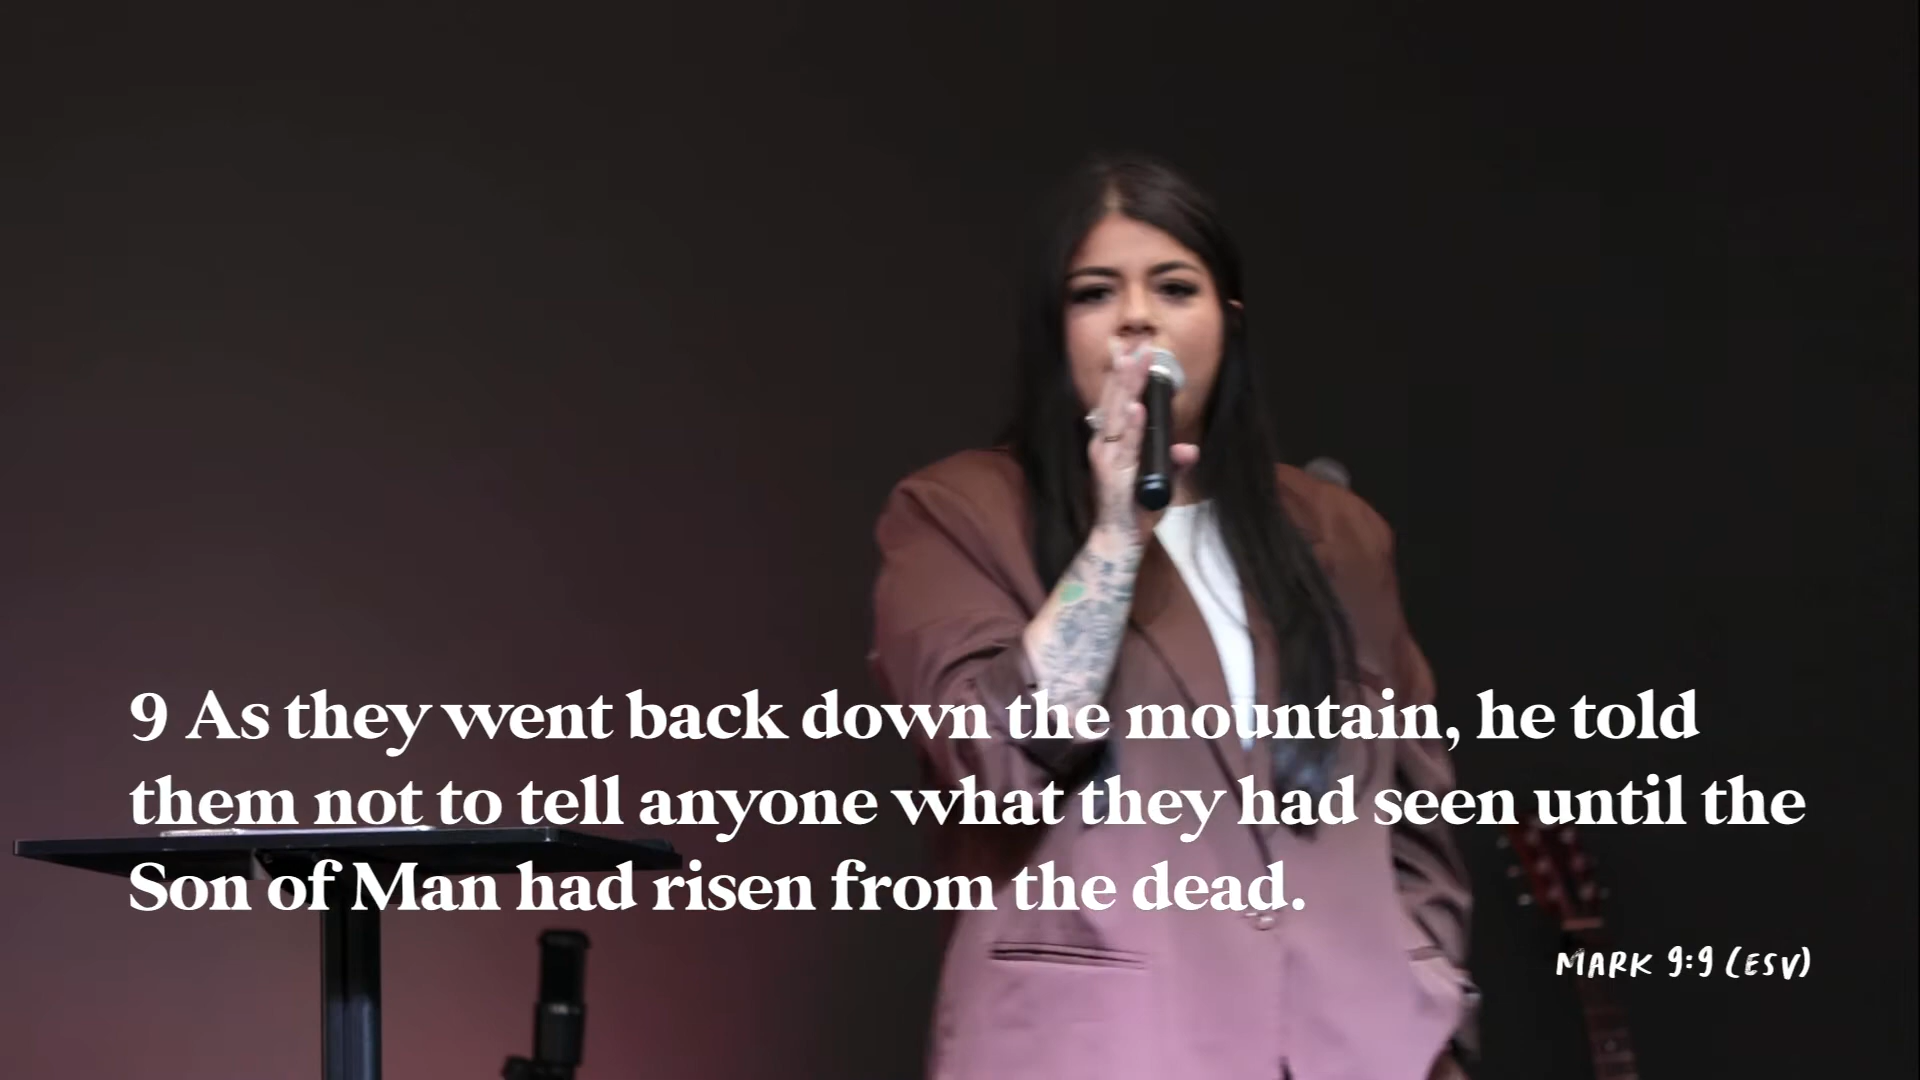 9 As they went back down the mountain, he told
them not to tell anyone what they had seen until the
Son of Man had risen from the dead.
MARK 9:9 (ESV)